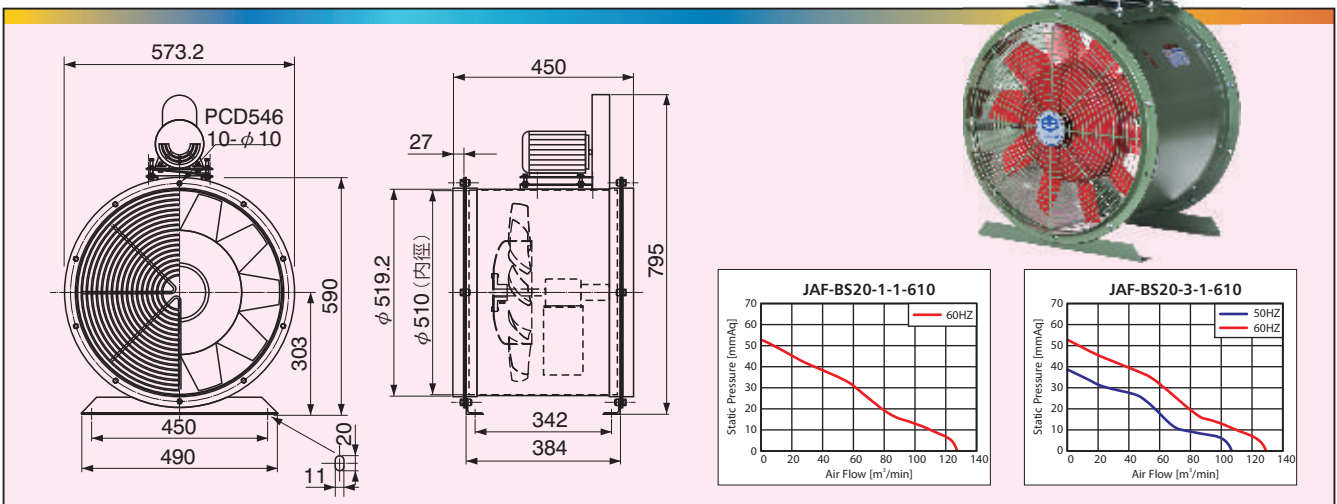 573.2
PCD546
10-φ10
590
303
450
490
20
11
450
27
φ519.2
φ510 (内徑)
795
342
384
JAF-BS20-1-1-610
60HZ
Static Pressure [mmAq]
70
60
50
40
30
20
10
0
0 20 40 60 80 100 120 140
Air Flow [m³/min]
JAF-BS20-3-1-610
50HZ
60HZ
Static Pressure [mmAq]
70
60
50
40
30
20
10
0
0 20 40 60 80 100 120 140
Air Flow [m³/min]